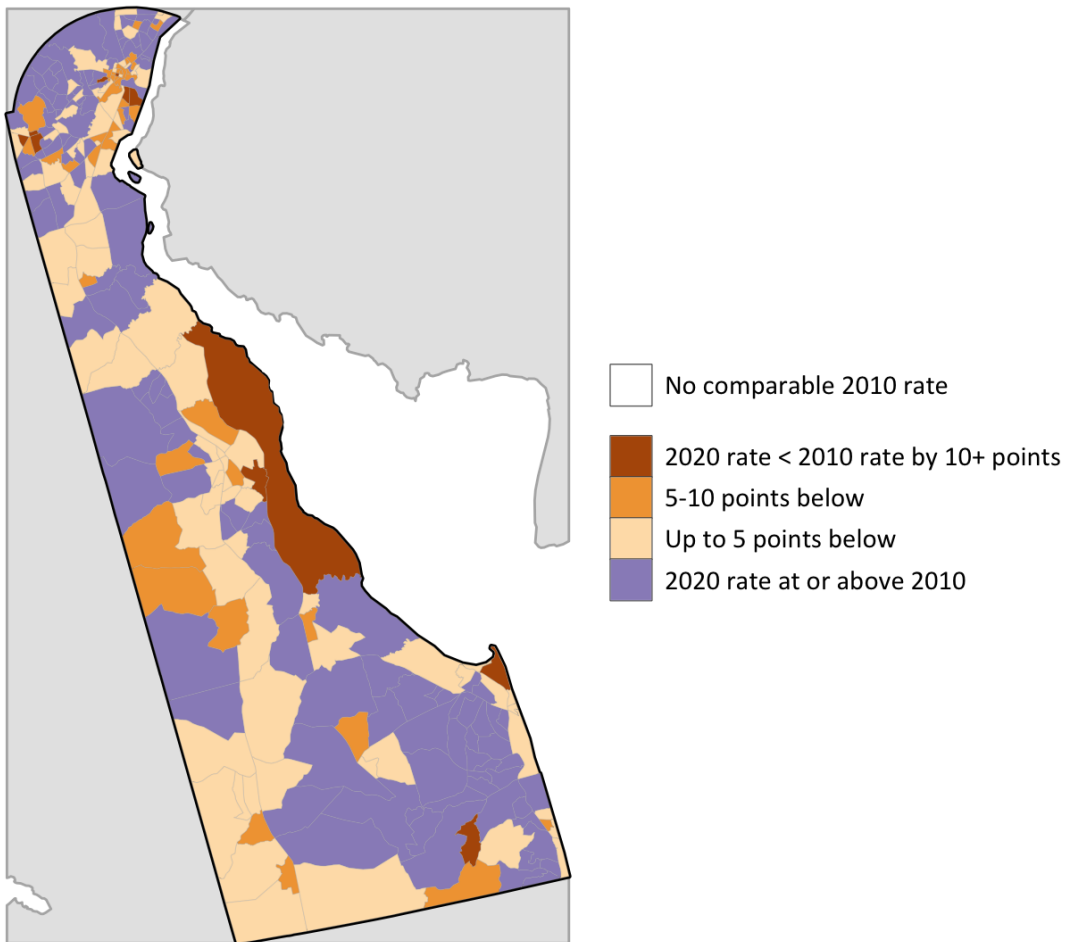 No comparable 2010 rate
2020 rate < 2010 rate by 10+ points
5-10 points below
Up to 5 points below
2020 rate at or above 2010